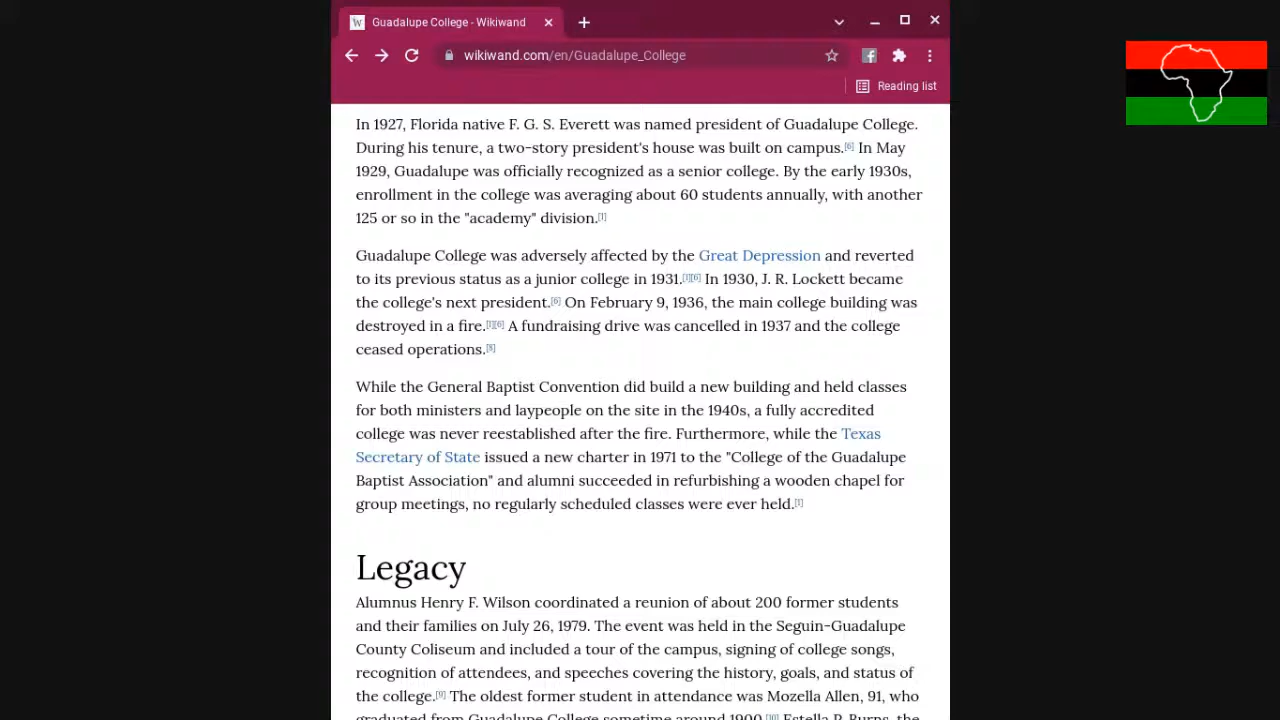 Guadalupe College - Wikiwand
wikiwand.com/en/Guadalupe_College
Reading list
In 1927, Florida native F. G. S. Everett was named president of Guadalupe College.
During his tenure, a two-story president's house was built on campus.[6] In May
1929, Guadalupe was officially recognized as a senior college. By the early 1930s,
enrollment in the college was averaging about 60 students annually, with another
125 or so in the "academy" division.[1]
Guadalupe College was adversely affected by the Great Depression and reverted
to its previous status as a junior college in 1931.[1][6] In 1930, J. R. Lockett became
the college's next president.[6] On February 9, 1936, the main college building was
destroyed in a fire.[1][6] A fundraising drive was cancelled in 1937 and the college
ceased operations.[8]
While the General Baptist Convention did build a new building and held classes
for both ministers and laypeople on the site in the 1940s, a fully accredited
college was never reestablished after the fire. Furthermore, while the Texas
Secretary of State issued a new charter in 1971 to the "College of the Guadalupe
Baptist Association" and alumni succeeded in refurbishing a wooden chapel for
group meetings, no regularly scheduled classes were ever held.[1]
Legacy
Alumnus Henry F. Wilson coordinated a reunion of about 200 former students
and their families on July 26, 1979. The event was held in the Seguin-Guadalupe
County Coliseum and included a tour of the campus, signing of college songs,
recognition of attendees, and speeches covering the history, goals, and status of
the college.[9] The oldest former student in attendance was Mozella Allen, 91, who
graduated from Guadalupe College sometime around 1900.[10] Estella P. Burns, the